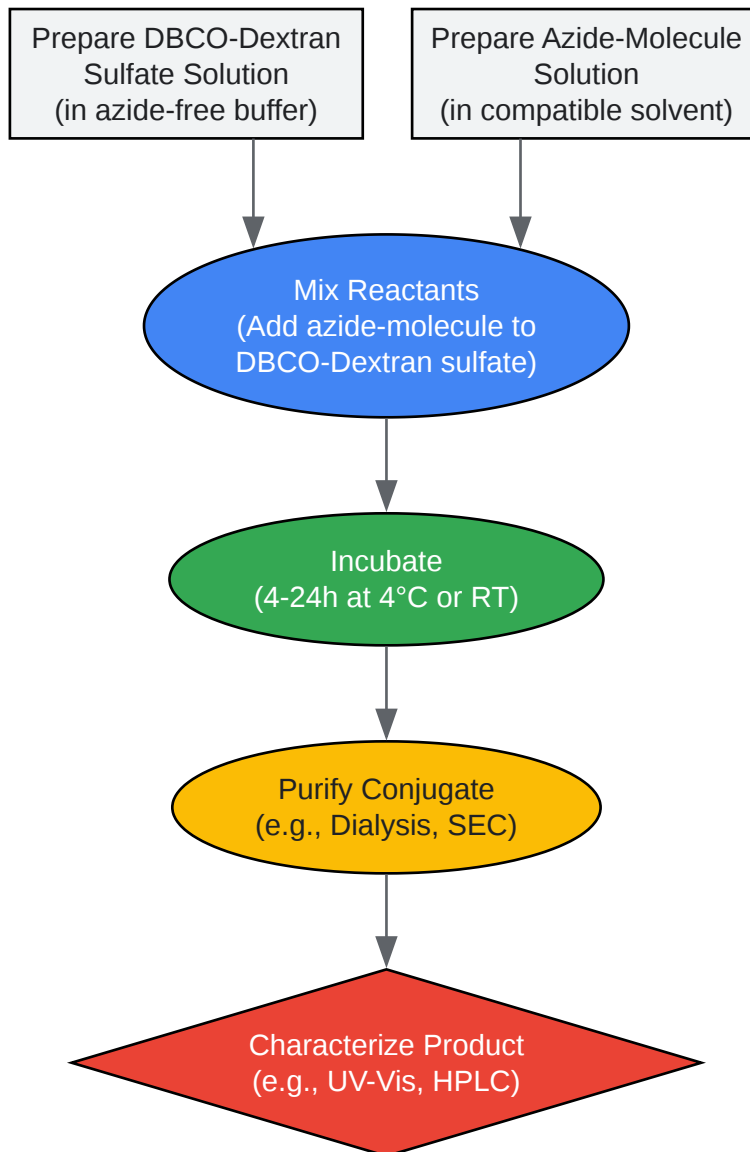 Prepare DBCO-Dextran
Sulfate Solution
(in azide-free buffer)
Prepare Azide-Molecule
Solution
(in compatible solvent)
Mix Reactants
(Add azide-molecule to
DBCO-Dextran sulfate)
Incubate
(4-24h at 4°C or RT)
Purify Conjugate
(e.g., Dialysis, SEC)
Characterize Product
(e.g., UV-Vis, HPLC)